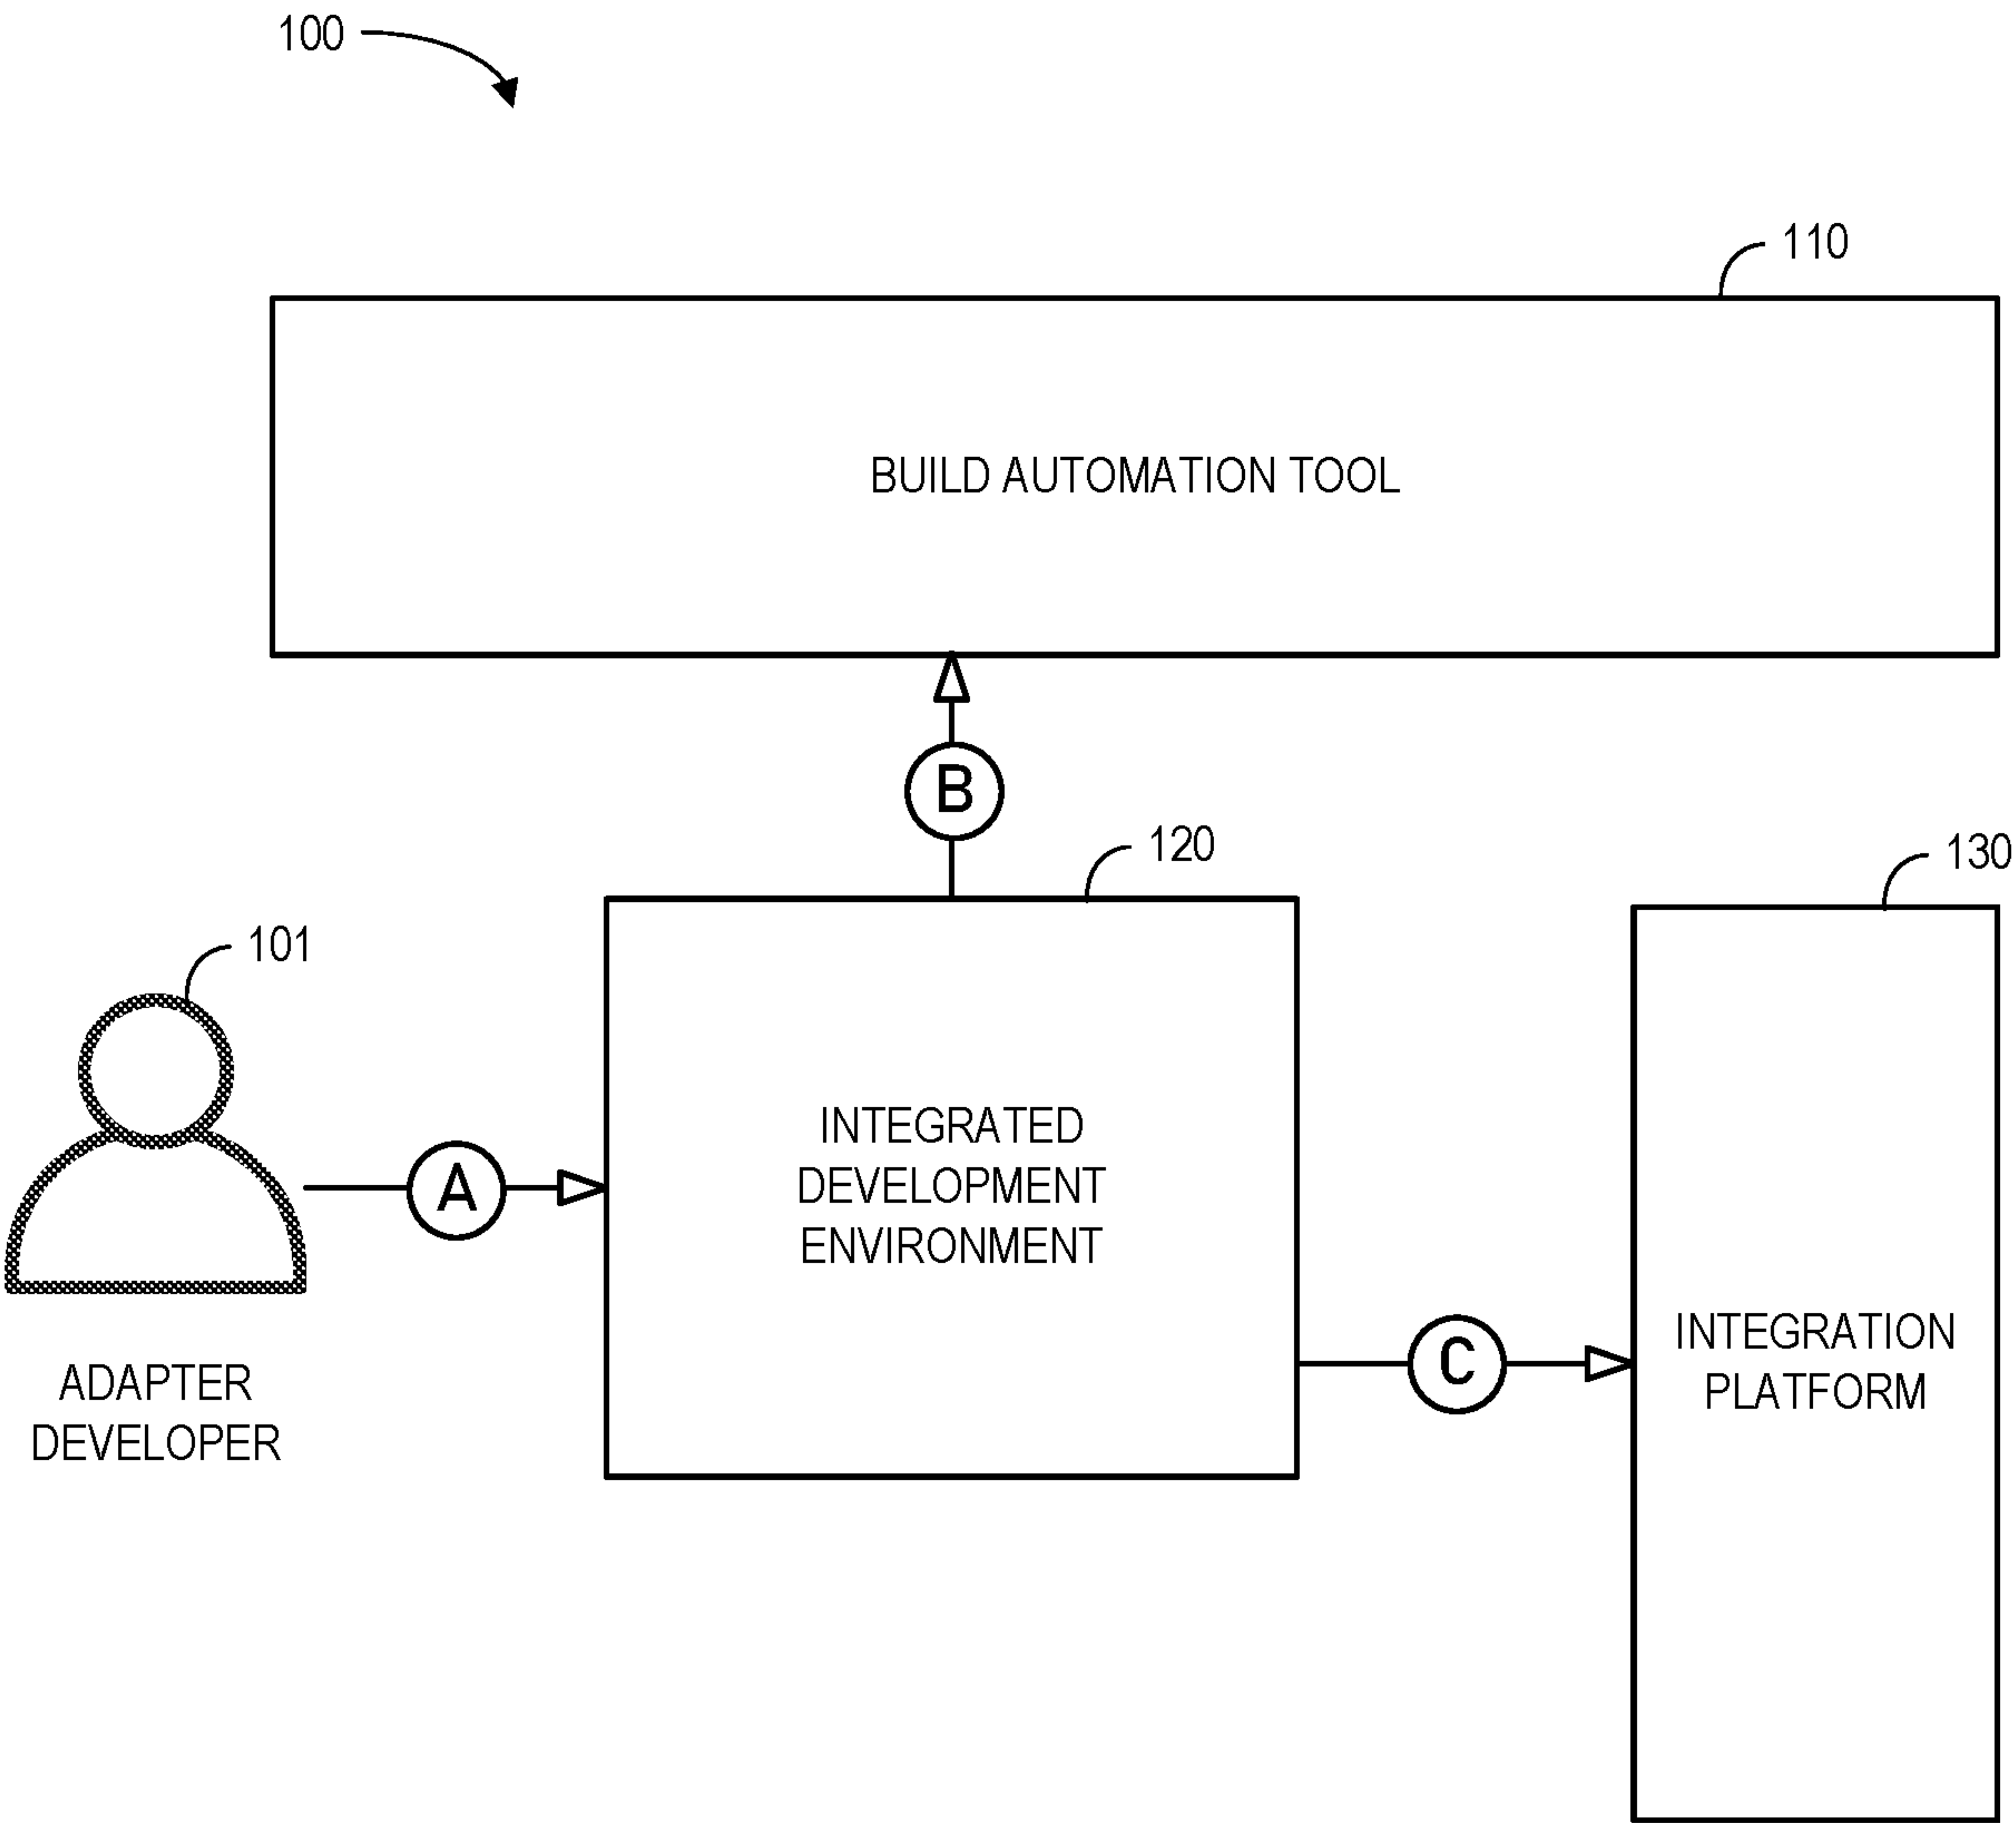 100
110
BUILD AUTOMATION TOOL
B
120
130
101
INTEGRATED
DEVELOPMENT
ENVIRONMENT
A
C
INTEGRATION
PLATFORM
ADAPTER
DEVELOPER